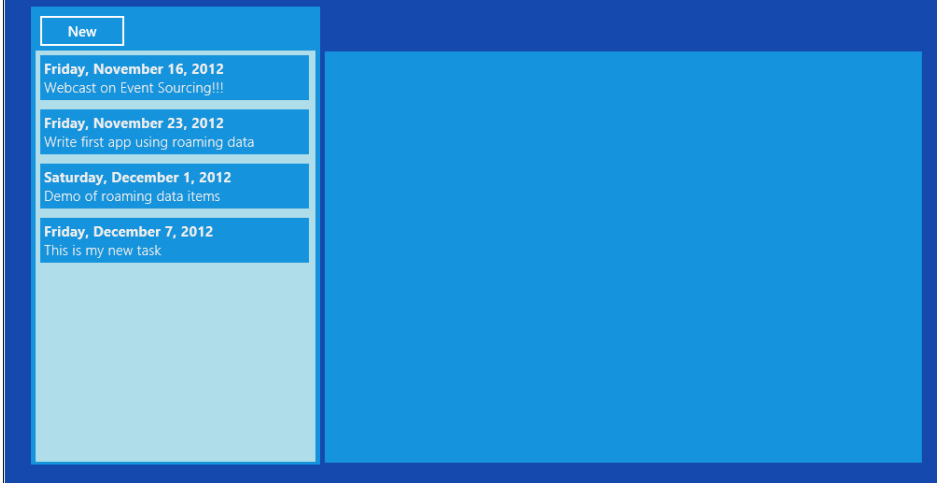 New
Friday, November 16, 2012
Webcast on Event Sourcing!!!
Friday, November 23, 2012
Write first app using roaming data
Saturday, December 1, 2012
Demo of roaming data items
Friday, December 7, 2012
This is my new task